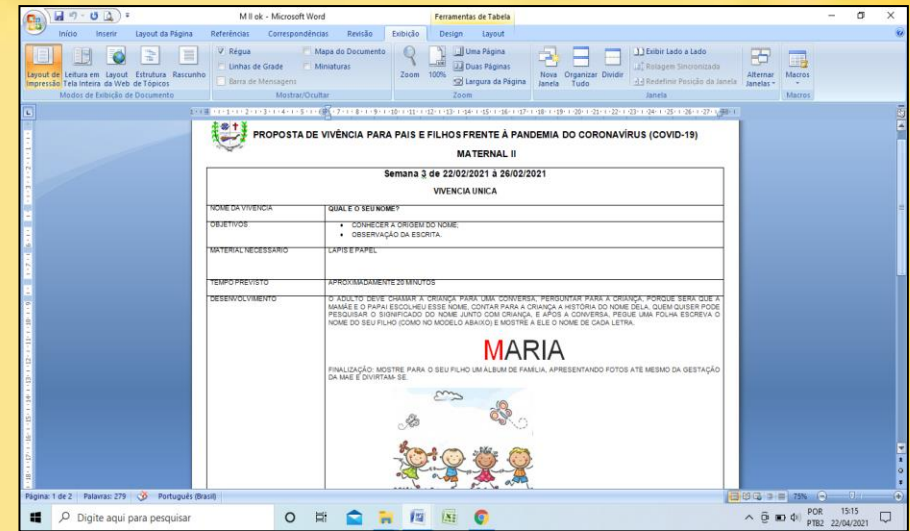 M II ok - Microsoft Word
Ferramentas de Tabela
Início Inserir Layout da Página Referências Correspondências Revisão Exibição Design Layout
Layout de Impressão
Leitura em Tela Inteira
Layout da Web
Estrutura de Tópicos
Rascunho
Modos de Exibição de Documento
Régua
Linhas de Grade
Barra de Mensagens
Mapa do Documento
Miniaturas
Mostrar/Ocultar
Zoom
100%
Uma Página
Duas Páginas
Largura da Página
Zoom
Nova Janela
Organizar Tudo
Dividir
Exibir Lado a Lado
Rolagem Sincronizada
Redefinir Posição da Janela
Janela
Alternar Janelas
Macros
Macros
PROPOSTA DE VIVÊNCIA PARA PAIS E FILHOS FRENTE À PANDEMIA DO CORONAVÍRUS (COVID-19)
MATERNAL II
Semana 3 de 22/02/2021 à 26/02/2021
VIVENCIA UNICA
NOME DA VIVENCIA QUAL E O SEU NOME?
OBJETIVOS
• CONHECER A ORIGEM DO NOME;
• OBSERVAÇÃO DA ESCRITA.
MATERIAL NECESSARIO LAPIS E PAPEL
TEMPO PREVISTO APROXIMADAMENTE 20 MINUTOS
DESENVOLVIMENTO O ADULTO DEVE CHAMAR A CRIANÇA PARA UMA CONVERSA, PERGUNTAR PARA A CRIANÇA, PORQUE SERA QUE A
MAMÃE E O PAPAI ESCOLHEU ESSE NOME, CONTAR PARA A CRIANÇA A HISTÓRIA DO NOME DELA. QUEM QUISER PODE
PESQUISAR O SIGNIFICADO DO NOME JUNTO COM CRIANÇA, E APOS A CONVERSA, PEGUE UMA FOLHA ESCREVA O
NOME DO SEU FILHO (COMO NO MODELO ABAIXO) E MOSTRE A ELE O NOME DE CADA LETRA.
MARIA
FINALIZAÇÃO: MOSTRE PARA O SEU FILHO UM ÁLBUM DE FAMÍLIA, APRESENTANDO FOTOS ATE MESMO DA GESTAÇÃO
DA MAE E DIVIRTAM- SE.
Página: 1 de 2 Palavras: 279 Português (Brasil) 75%
Digite aqui para pesquisar
POR 15:15
PTB2 22/04/2021